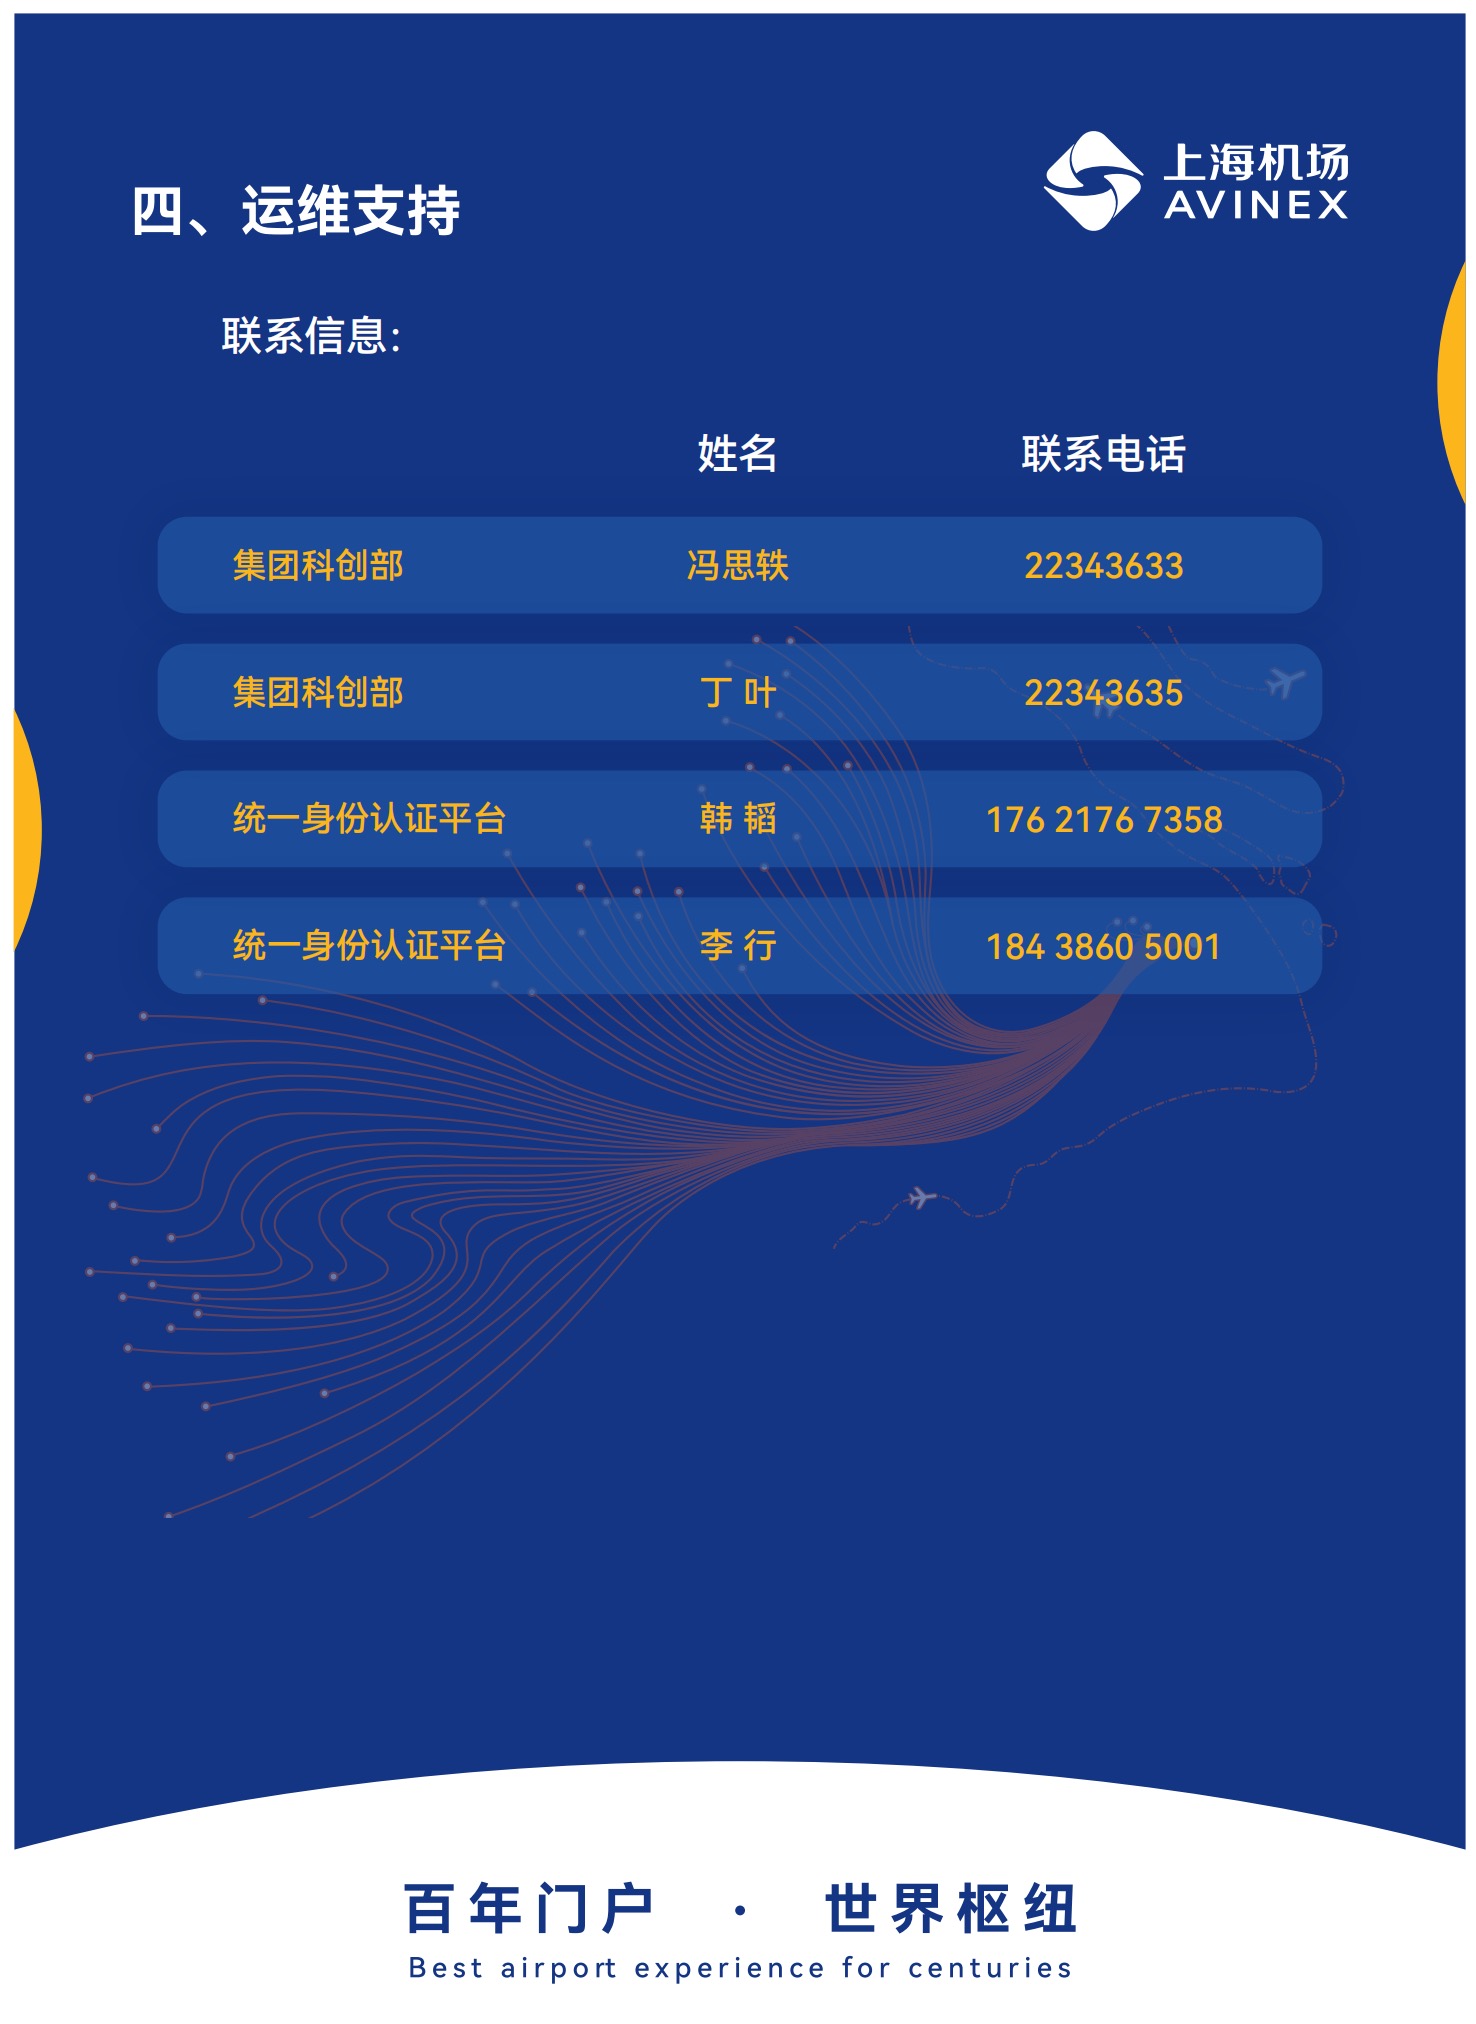 上海机场
AVINEX
四、运维支持
联系信息：
姓名 联系电话
集团科创部 冯思轶 22343633
集团科创部 丁 叶 22343635
统一身份认证平台 韩 韬 176 2176 7358
统一身份认证平台 李 行 184 3860 5001
百年门户 · 世界枢纽
Best airport experience for centuries